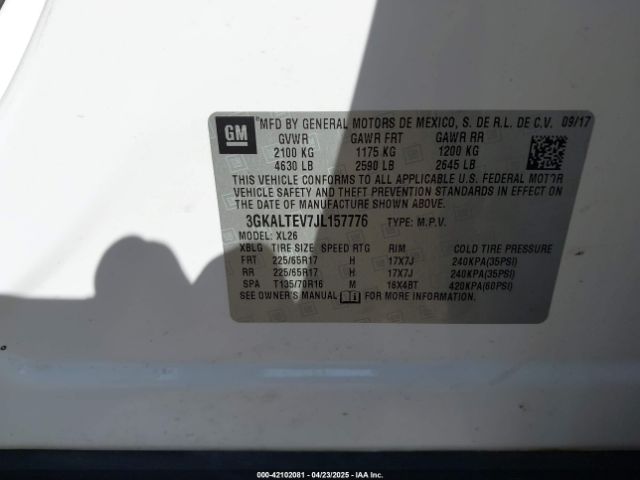 GM
MFD BY GENERAL MOTORS DE MEXICO, S. DE R.L. DE C.V. 09/17
GVWR GAWR FRT GAWR RR
2100 KG 1175 KG 1200 KG
4630 LB 2590 LB 2645 LB
THIS VEHICLE CONFORMS TO ALL APPLICABLE U.S. FEDERAL MOTOR
VEHICLE SAFETY AND THEFT PREVENTION STANDARDS IN EFFECT ON
THE DATE OF MANUFACTURE SHOWN ABOVE.
3GKALTEV7JL157776 TYPE: M.P.V.
MODEL: XL26
XBLG TIRE SIZE SPEED RTG RIM COLD TIRE PRESSURE
FRT 225/65R17 H 17X7J 240KPA(35PSI)
RR 225/65R17 H 17X7J 240KPA(35PSI)
SPA T135/70R16 M 16X4BT 420KPA(60PSI)
SEE OWNER'S MANUAL FOR MORE INFORMATION.
000-42102081 - 04/23/2025 - IAAI.COM